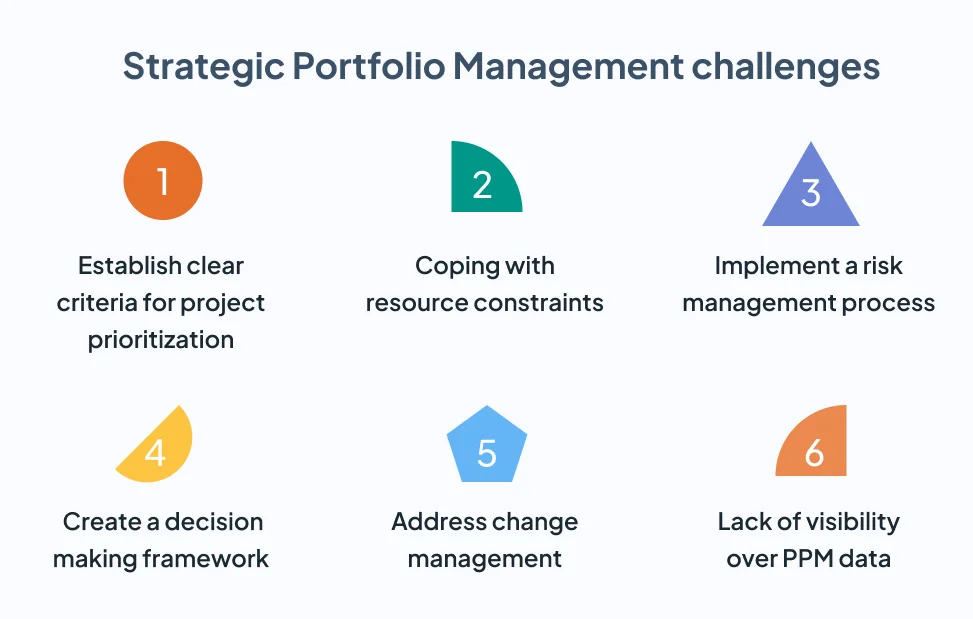 Strategic Portfolio Management challenges
1
Establish clear
criteria for project
prioritization
2
Coping with
resource constraints
3
Implement a risk
management process
4
Create a decision
making framework
5
Address change
management
6
Lack of visibility
over PPM data